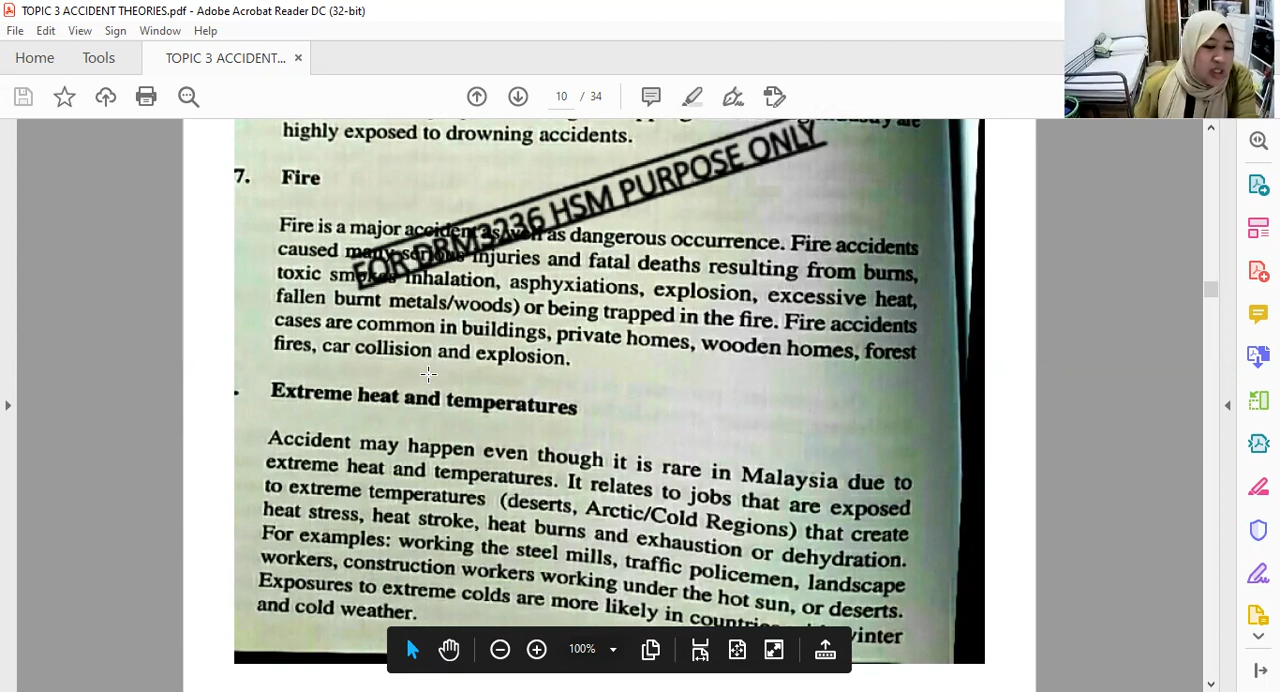 TOPIC 3 ACCIDENT THEORIES.pdf - Adobe Acrobat Reader DC (32-bit)
File Edit View Sign Window Help
Home Tools TOPIC 3 ACCIDENT... ×
10 / 34
highly exposed to drowning accidents.
7. Fire
FOR DRM3236 HSM PURPOSE ONLY
Fire is a major accident as well as dangerous occurrence. Fire accidents
caused many serious injuries and fatal deaths resulting from burns,
toxic smokes inhalation, asphyxiations, explosion, excessive heat,
fallen burnt metals/woods) or being trapped in the fire. Fire accidents
cases are common in buildings, private homes, wooden homes, forest
fires, car collision and explosion.
Extreme heat and temperatures
Accident may happen even though it is rare in Malaysia due to
extreme heat and temperatures. It relates to jobs that are exposed
to extreme temperatures (deserts, Arctic/Cold Regions) that create
heat stress, heat stroke, heat burns and exhaustion or dehydration.
For examples: working the steel mills, traffic policemen, landscape
workers, construction workers working under the hot sun, or deserts.
Exposures to extreme colds are more likely in winter
and cold weather.
100%